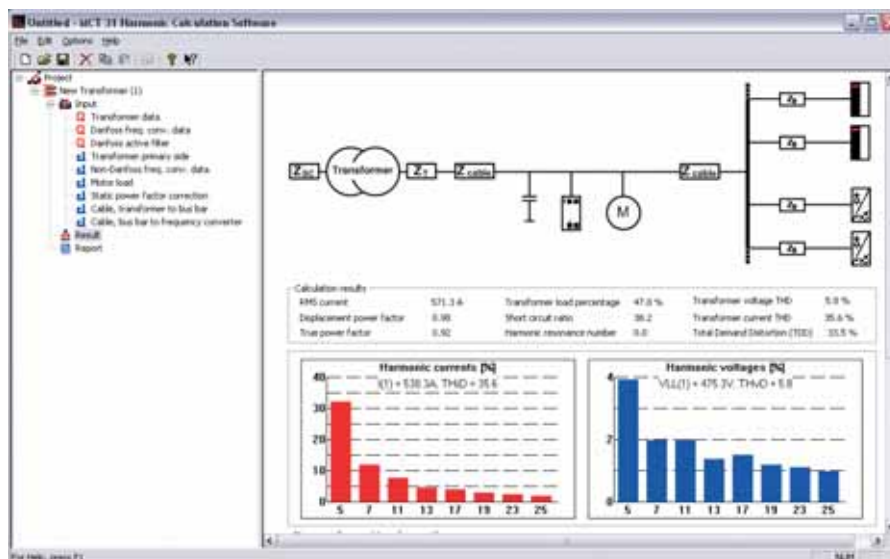 Untitled - MCT 31 Harmonic Calculation Software
File Edit Options Help
Project
New Transformer (1)
Input
Transformer data
Danfoss freq. conv. data
Danfoss active filter
Transformer primary side
Non-Danfoss freq. conv. data
Motor load
Static power factor correction
Cable, transformer to bus bar
Cable, bus bar to frequency converter
Result
Report
Z SC
Transformer
Z T
Z cable
M
Z cable
Calculation results
RMS current 571.3 A
Displacement power factor 0.98
True power factor 0.92
Transformer load percentage 47.0 %
Short circuit ratio 38.2
Harmonic resonance number 0.0
Transformer voltage THD 5.8 %
Transformer current THD 35.6 %
Total Demand Distortion (TDD) 33.5 %
Harmonic currents [%]
I(1) = 538.3A, THiD = 35.6
40
30
20
10
0
5 7 11 13 17 19 23 25
Harmonic voltages [%]
VLL(1) = 475.3V, THvD = 5.8
4
2
0
5 7 11 13 17 19 23 25
For Help, press F1
NUM